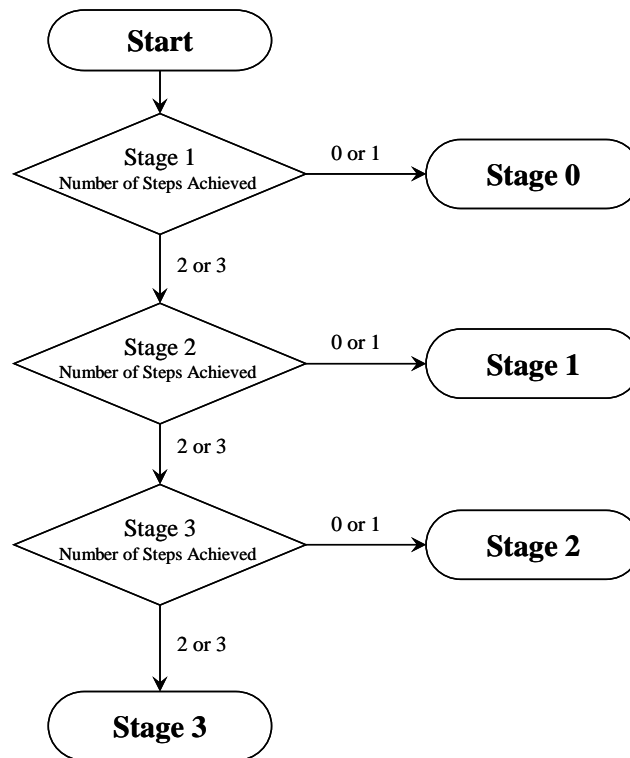 Start
Stage 1
Number of Steps Achieved
0 or 1
Stage 0
2 or 3
Stage 2
Number of Steps Achieved
0 or 1
Stage 1
2 or 3
Stage 3
Number of Steps Achieved
0 or 1
Stage 2
2 or 3
Stage 3